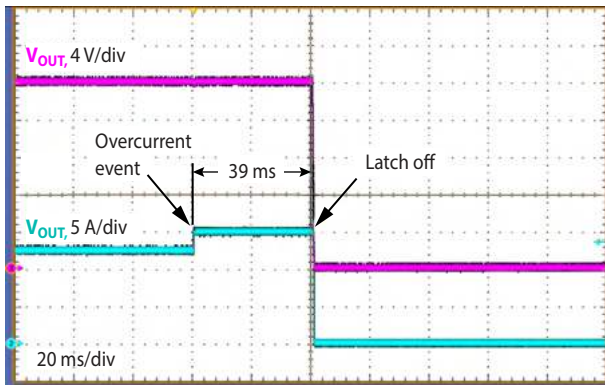 VOUT, 4 V/div
Overcurrent
event
39 ms
Latch off
VOUT, 5 A/div
20 ms/div